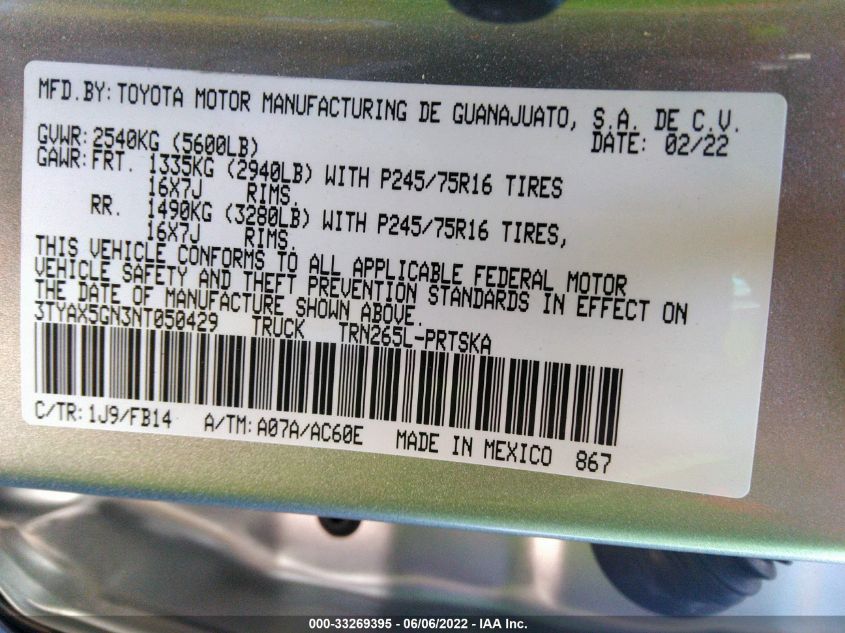 MFD.BY: TOYOTA MOTOR MANUFACTURING DE GUANAJUATO, S.A. DE C.V.
GVWR: 2540KG (5600LB) DATE: 02/22
GAWR: FRT. 1335KG (2940LB) WITH P245/75R16 TIRES
16X7J RIMS.
RR. 1490KG (3280LB) WITH P245/75R16 TIRES,
16X7J RIMS.
THIS VEHICLE CONFORMS TO ALL APPLICABLE FEDERAL MOTOR
VEHICLE SAFETY AND THEFT PREVENTION STANDARDS IN EFFECT ON
THE DATE OF MANUFACTURE SHOWN ABOVE.
3TYAX5GN3NT050429 TRUCK TRN265L-PRTSKA
C/TR: 1J9/FB14 A/TM: A07A/AC60E MADE IN MEXICO 867
000-33269395 - 06/06/2022 - IAA Inc.